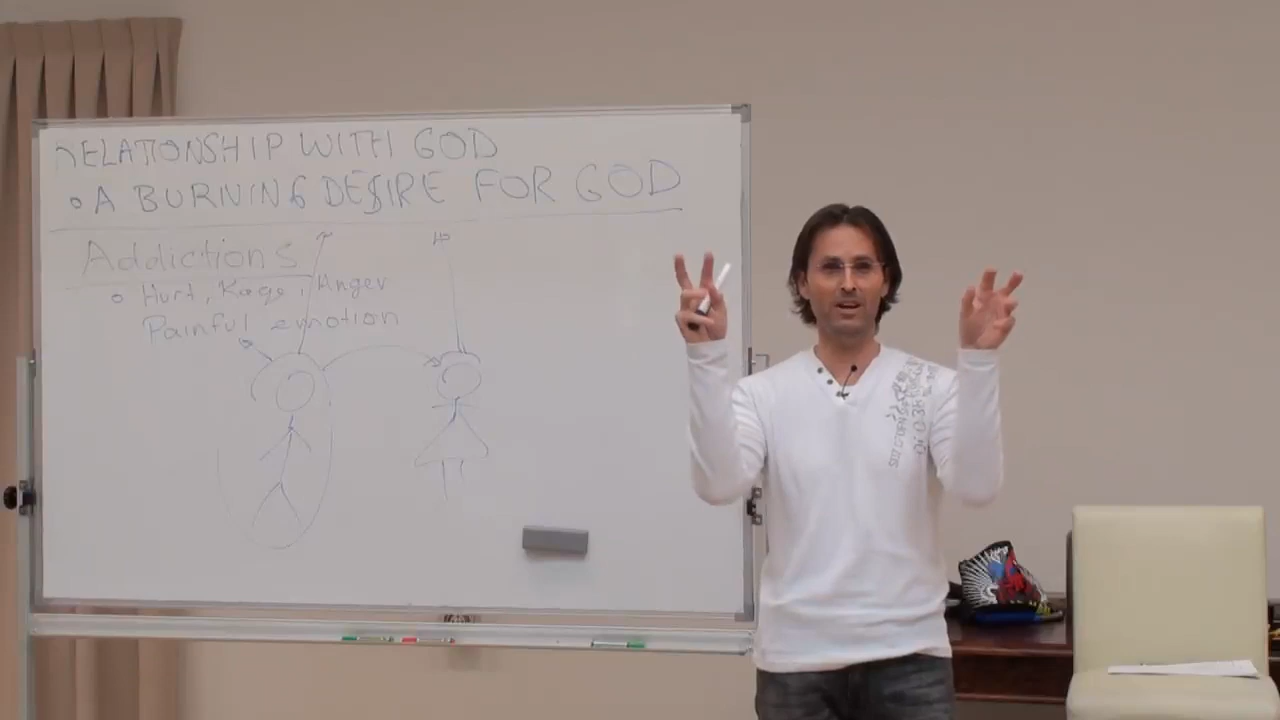 RELATIONSHIP WITH GOD
• A BURNING DESIRE FOR GOD
Addictions
• Hurt, Rage, Anger
Painful emotion